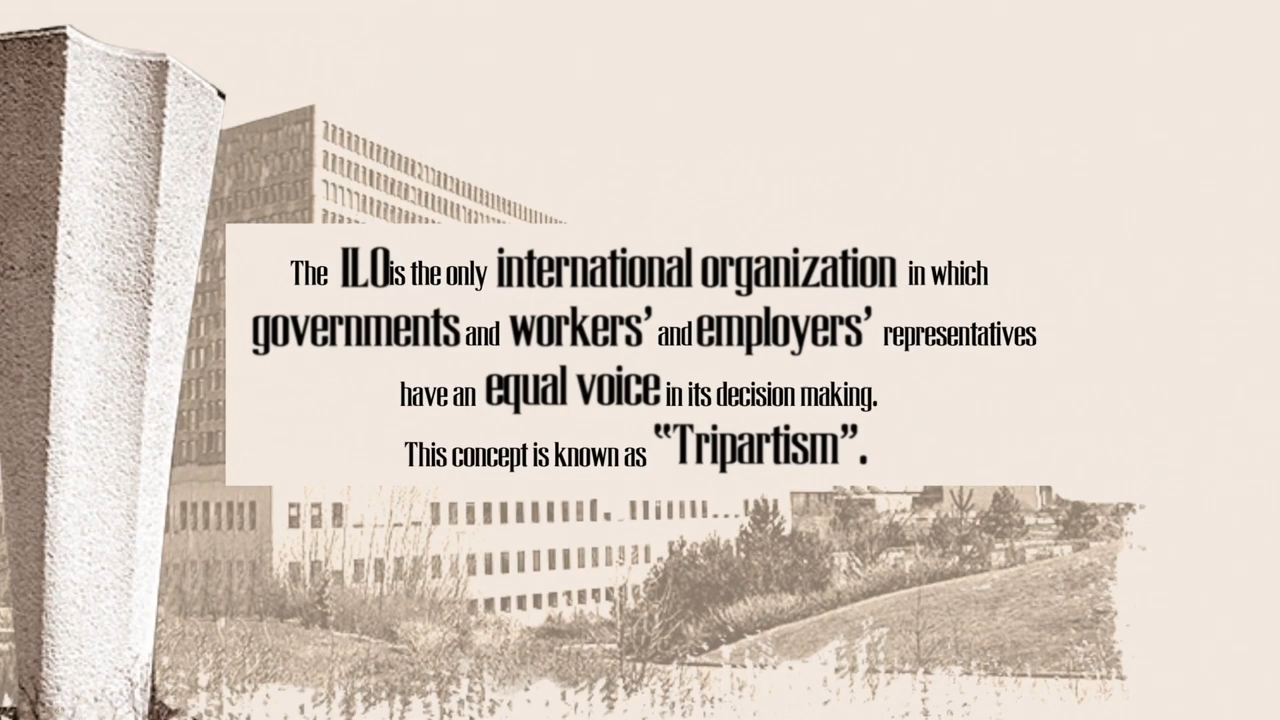 The ILO is the only international organization in which
governments and workers’ and employers’ representatives
have an equal voice in its decision making.
This concept is known as “Tripartism”.